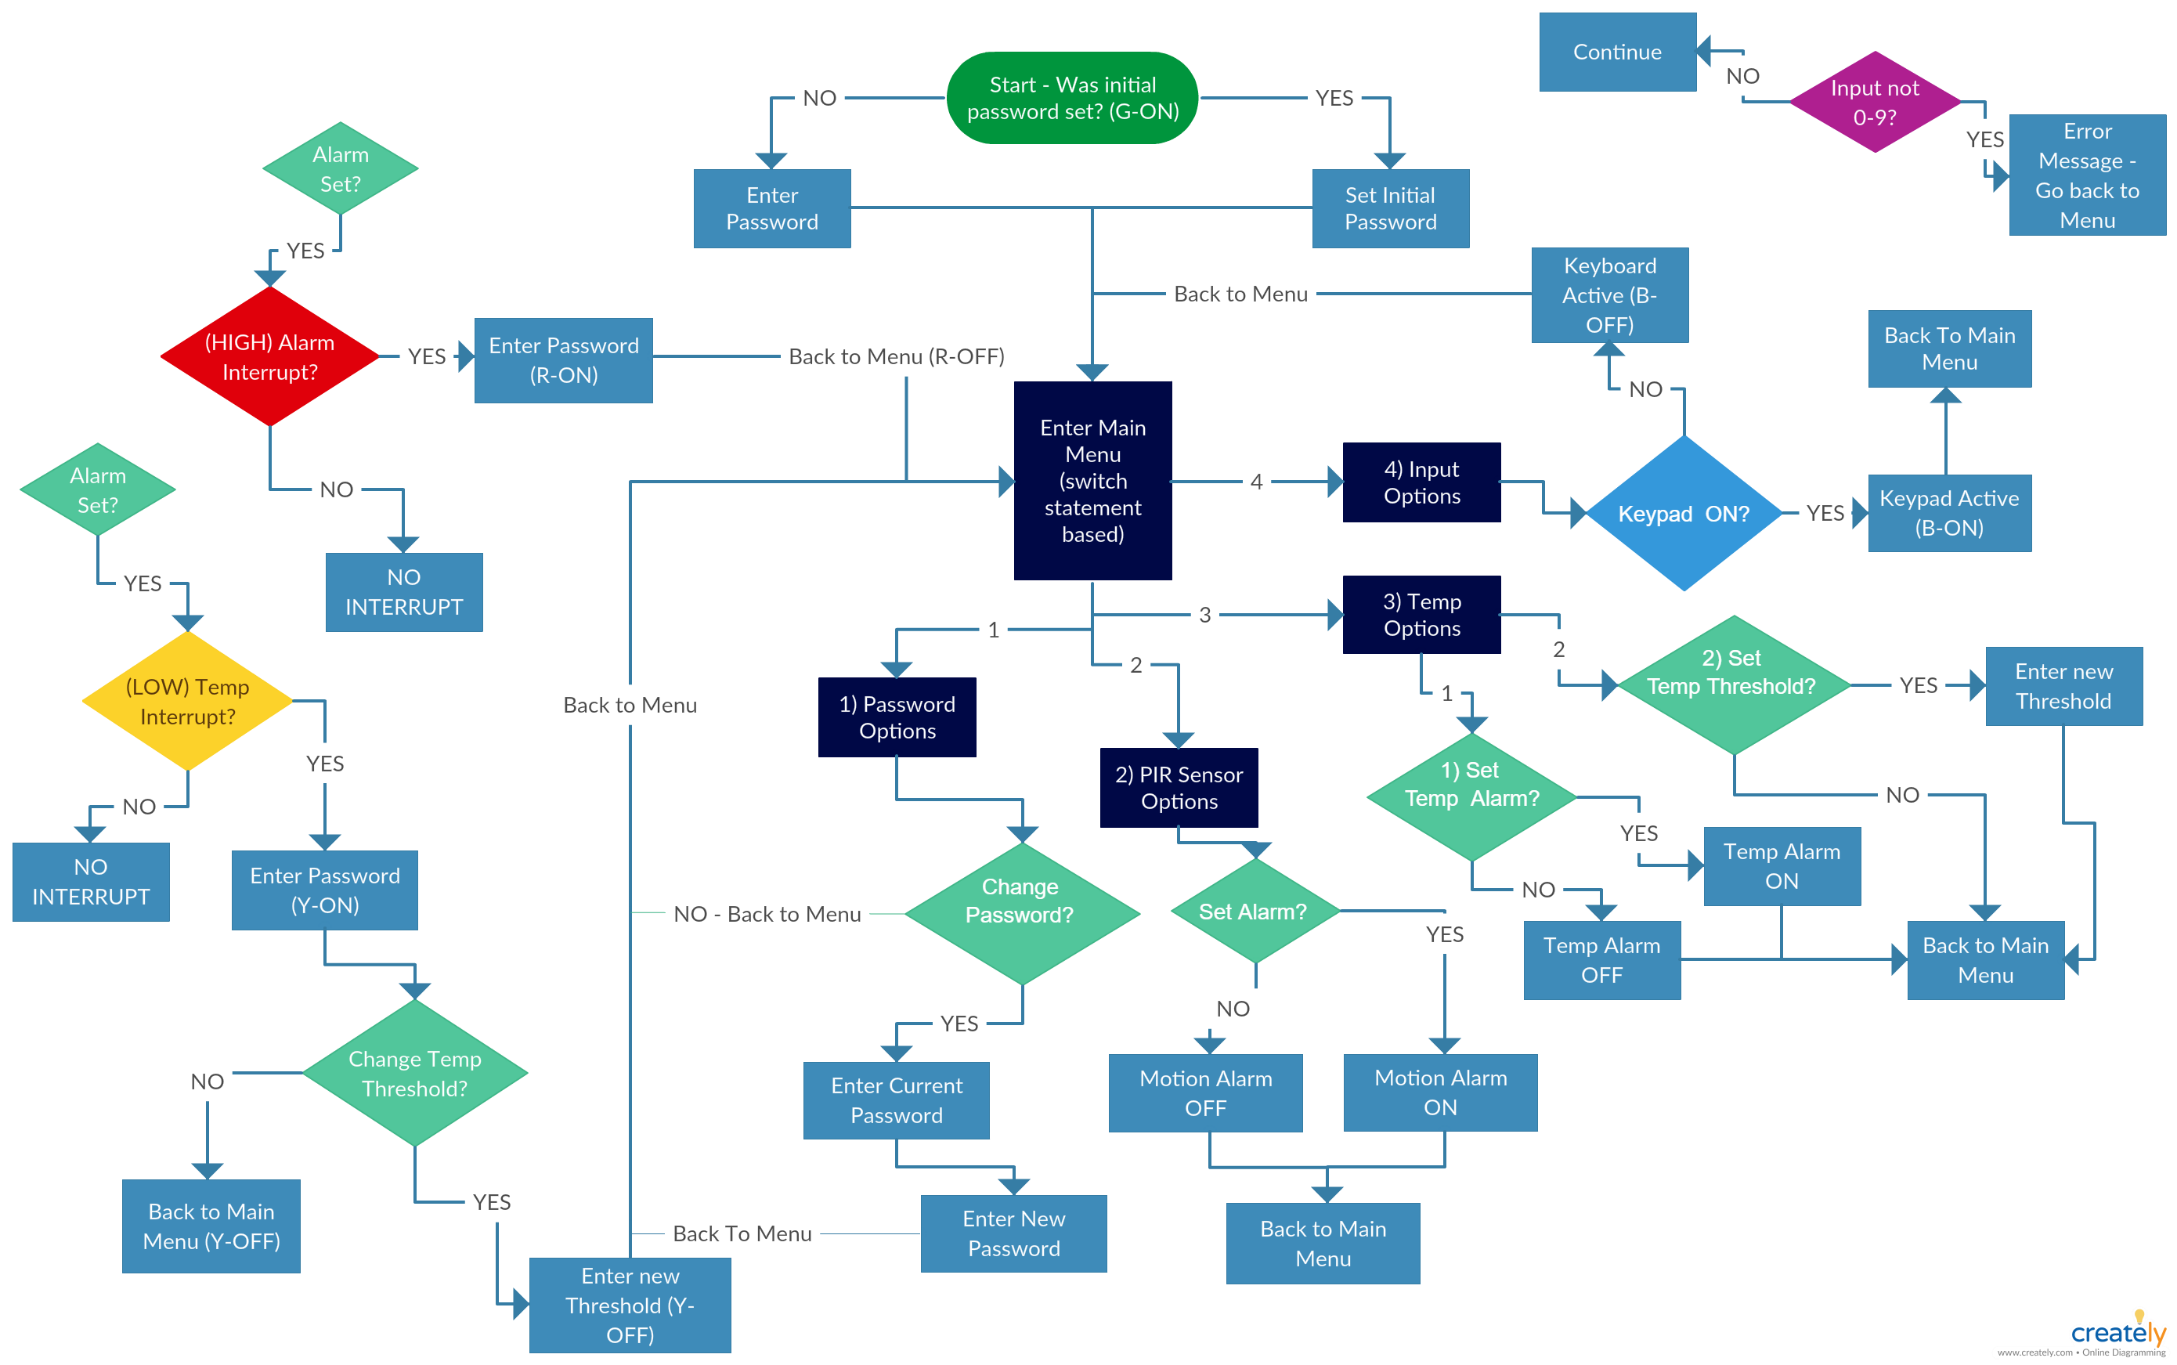 Continue
NO
Input not
0-9?
YES
Error
Message -
Go back to
Menu
Start - Was initial
password set? (G-ON)
NO
YES
Enter
Password
Set Initial
Password
Alarm
Set?
YES
(HIGH) Alarm
Interrupt?
YES
Enter Password
(R-ON)
Back to Menu (R-OFF)
NO
NO
INTERRUPT
Back to Menu
Keyboard
Active (B-
OFF)
NO
Back To Main
Menu
Enter Main
Menu
(switch
statement
based)
4
4) Input
Options
Keypad  ON?
YES
Keypad Active
(B-ON)
Alarm
Set?
YES
(LOW) Temp
Interrupt?
YES
NO
NO
INTERRUPT
Enter Password
(Y-ON)
Change Temp
Threshold?
NO
Back to Main
Menu (Y-OFF)
YES
Enter new
Threshold (Y-
OFF)
Back to Menu
1
2
3
3) Temp
Options
2
1
2) Set
Temp Threshold?
YES
Enter new
Threshold
NO
1) Password
Options
2) PIR Sensor
Options
1) Set
Temp  Alarm?
YES
Temp Alarm
ON
NO
Temp Alarm
OFF
Back to Main
Menu
Change
Password?
NO - Back to Menu
YES
Enter Current
Password
Enter New
Password
Back To Menu
Set Alarm?
YES
NO
Motion Alarm
OFF
Motion Alarm
ON
Back to Main
Menu
creately
www.creately.com • Online Diagramming